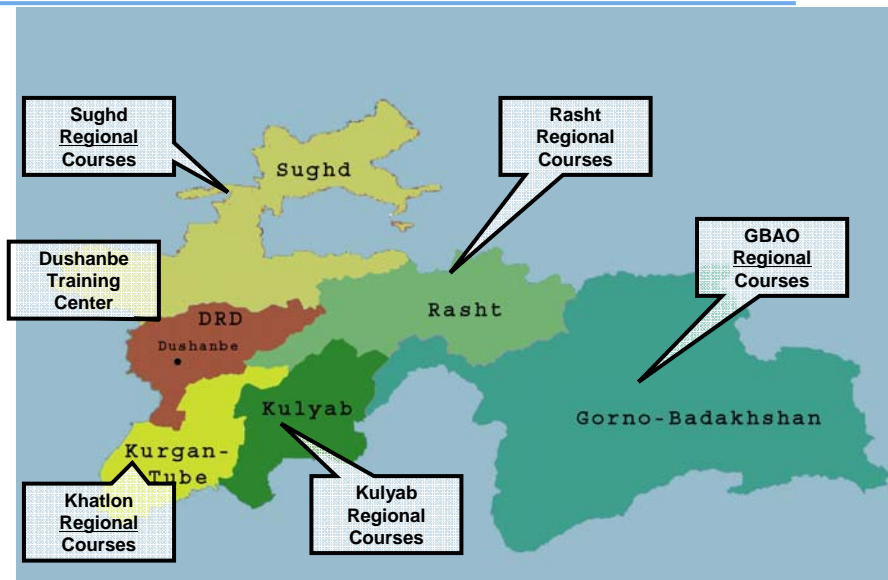 Sughd
Regional
Courses
Rasht
Regional
Courses
Sughd
GBAO
Regional
Courses
Dushanbe
Training
Center
DRD
Dushanbe
Rasht
Kulyab
Gorno-Badakhshan
Kurgan-
Tube
Khatlon
Regional
Courses
Kulyab
Regional
Courses